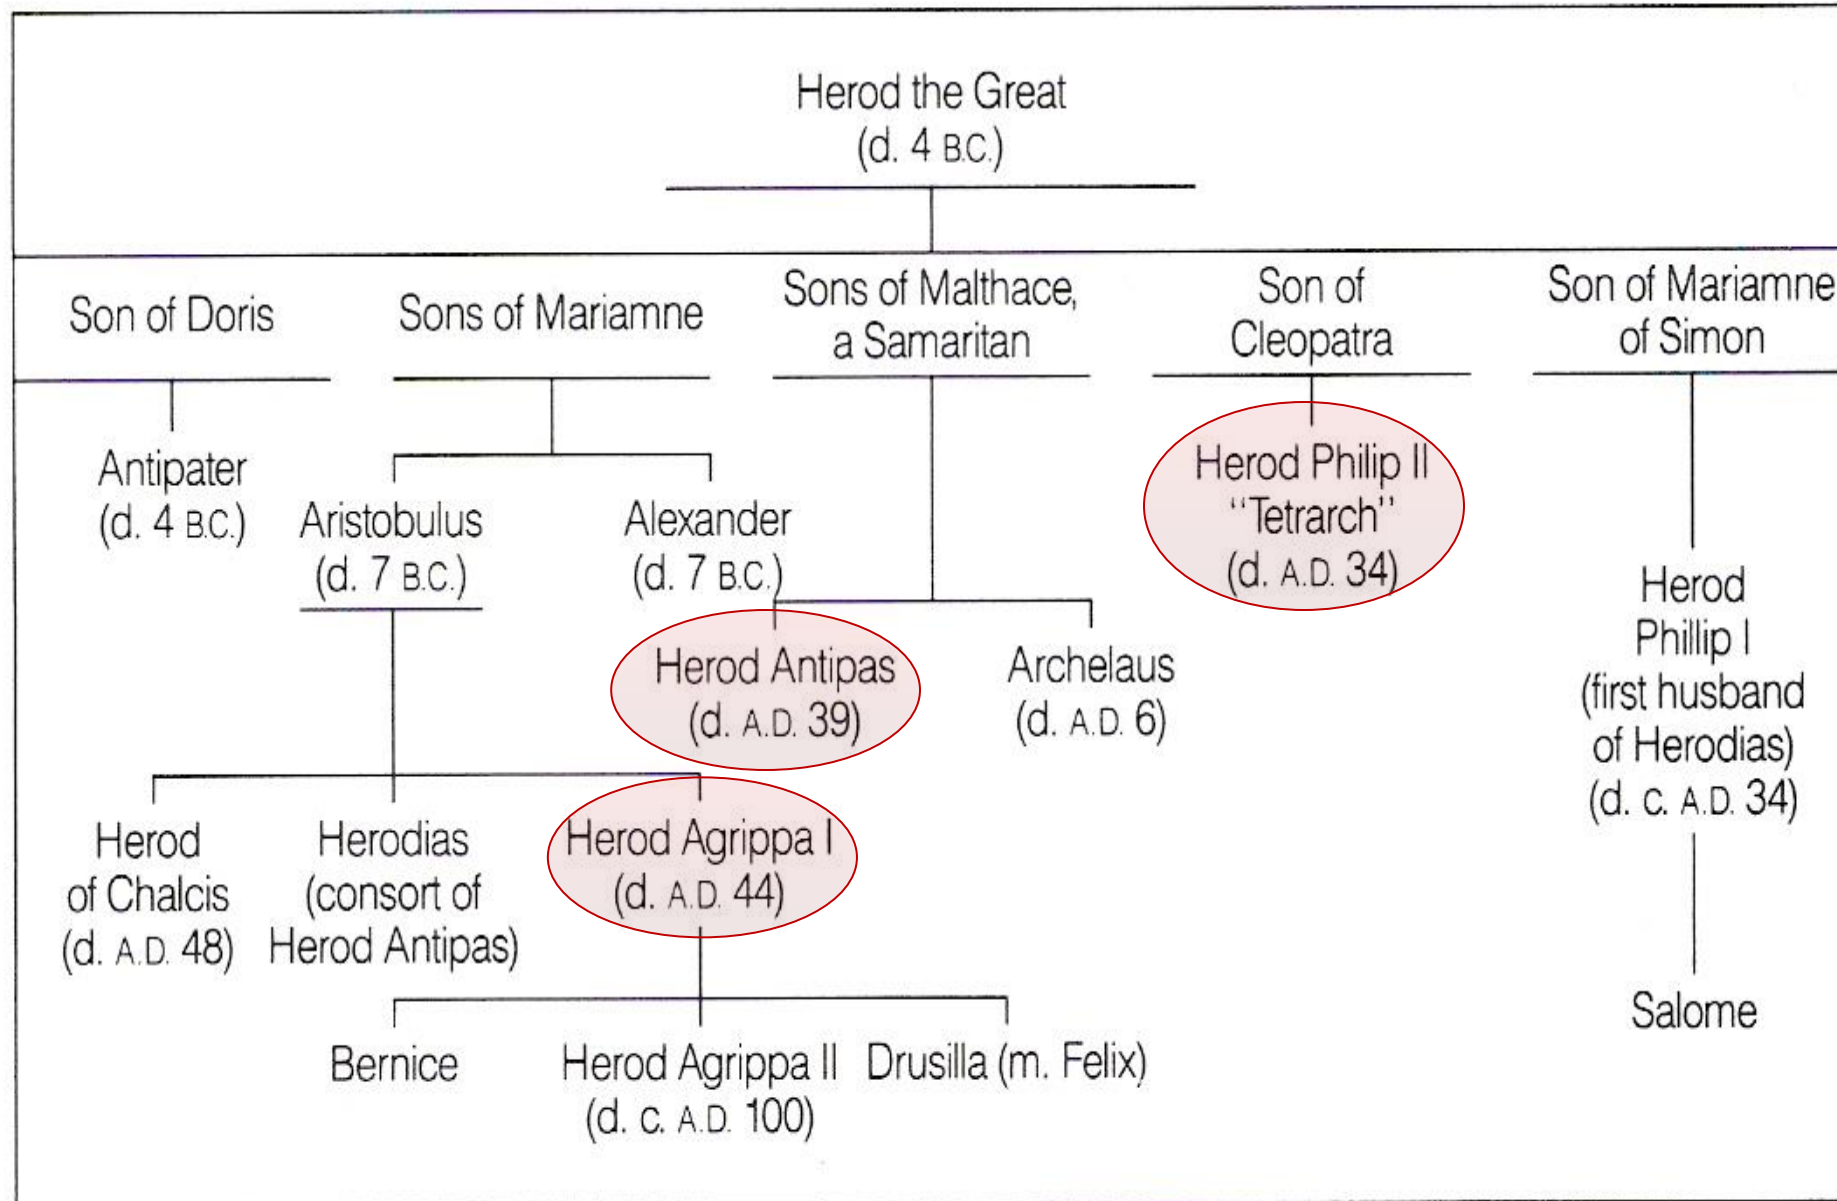 Herod the Great
(d. 4 B.C.)
Son of Doris
Sons of Mariamne
Sons of Malthace,
a Samaritan
Son of
Cleopatra
Son of Mariamne
of Simon
Antipater
(d. 4 B.C.)
Aristobulus
(d. 7 B.C.)
Alexander
(d. 7 B.C.)
Herod Antipas
(d. A.D. 39)
Archelaus
(d. A.D. 6)
Herod Philip II
"Tetrarch"
(d. A.D. 34)
Herod
Phillip I
(first husband
of Herodias)
(d. c. A.D. 34)
Herod
of Chalcis
(d. A.D. 48)
Herodias
(consort of
Herod Antipas)
Herod Agrippa I
(d. A.D. 44)
Salome
Bernice
Herod Agrippa II
(d. c. A.D. 100)
Drusilla (m. Felix)